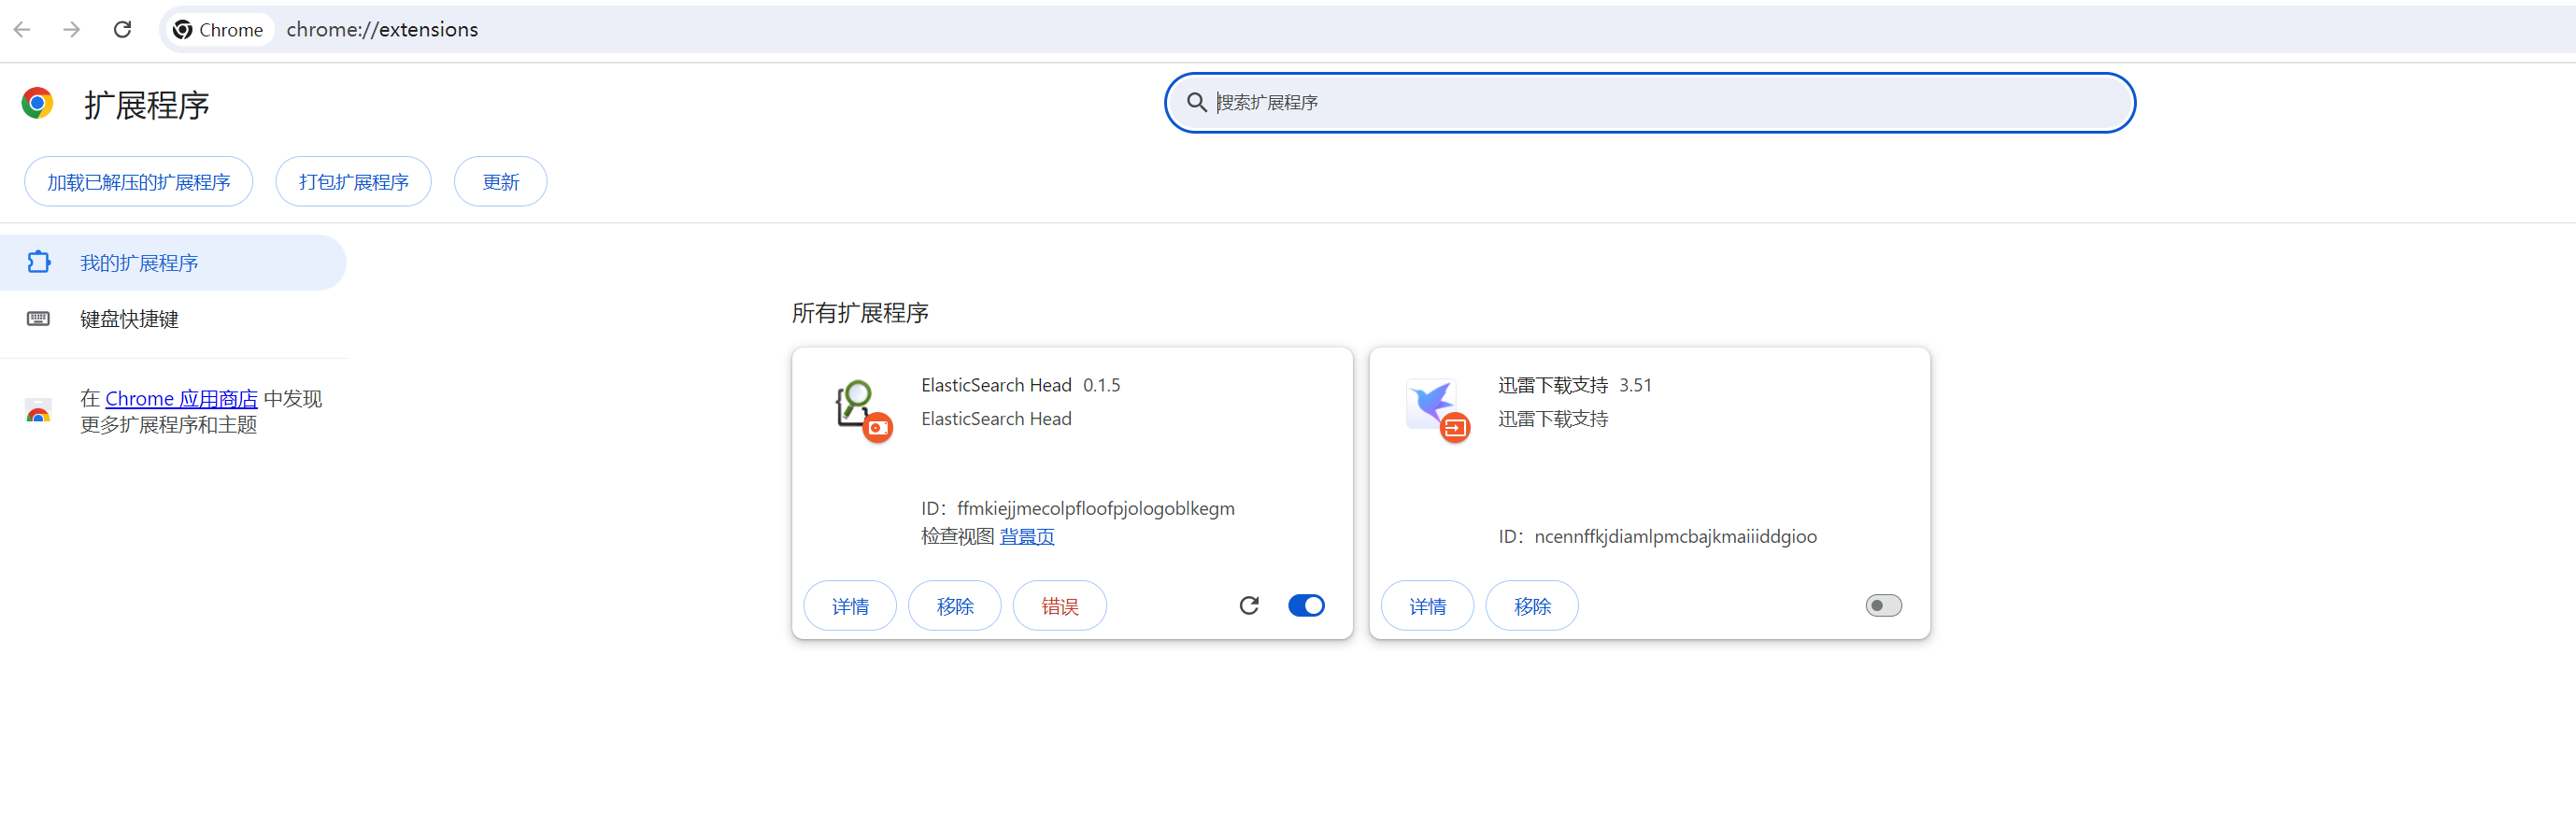 Chrome chrome://extensions
扩展程序
搜索扩展程序
加载已解压的扩展程序 打包扩展程序 更新
我的扩展程序
键盘快捷键
在 Chrome 应用商店 中发现
更多扩展程序和主题
所有扩展程序
ElasticSearch Head 0.1.5
ElasticSearch Head
ID：ffmkiejjmecolpfloofpjologoblkegm
检查视图 背景页
详情 移除 错误
迅雷下载支持 3.51
迅雷下载支持
ID：ncennffkjdiamlpmcbajkmaiiiddgioo
详情 移除